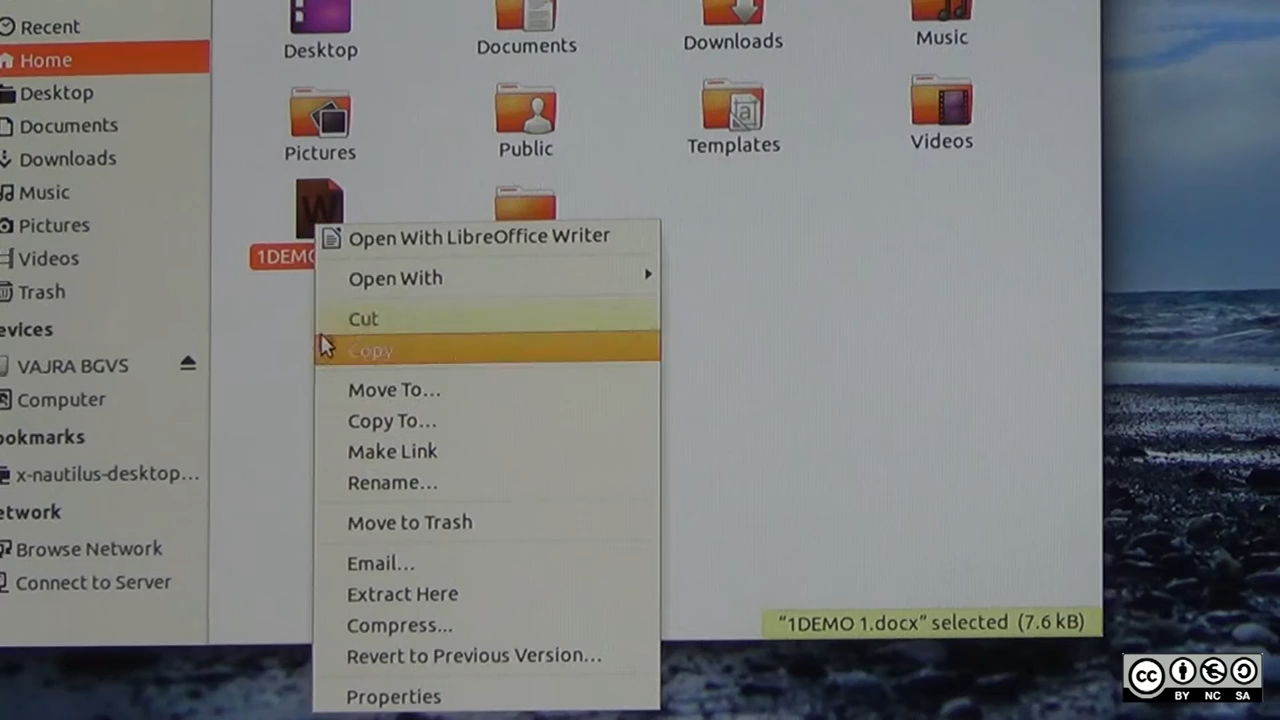 Recent
Home
Desktop
Documents
Downloads
Music
Pictures
Videos
Trash
evices
VAJRA BGVS
Computer
ookmarks
x-nautilus-desktop...
etwork
Browse Network
Connect to Server
Desktop
Documents
Downloads
Music
Pictures
Public
Templates
Videos
W
1DEMO
Open With LibreOffice Writer
Open With
Cut
Copy
Move To...
Copy To...
Make Link
Rename...
Move to Trash
Email...
Extract Here
Compress...
Revert to Previous Version...
Properties
"1DEMO 1.docx" selected (7.6 kB)
cc
BY NC SA